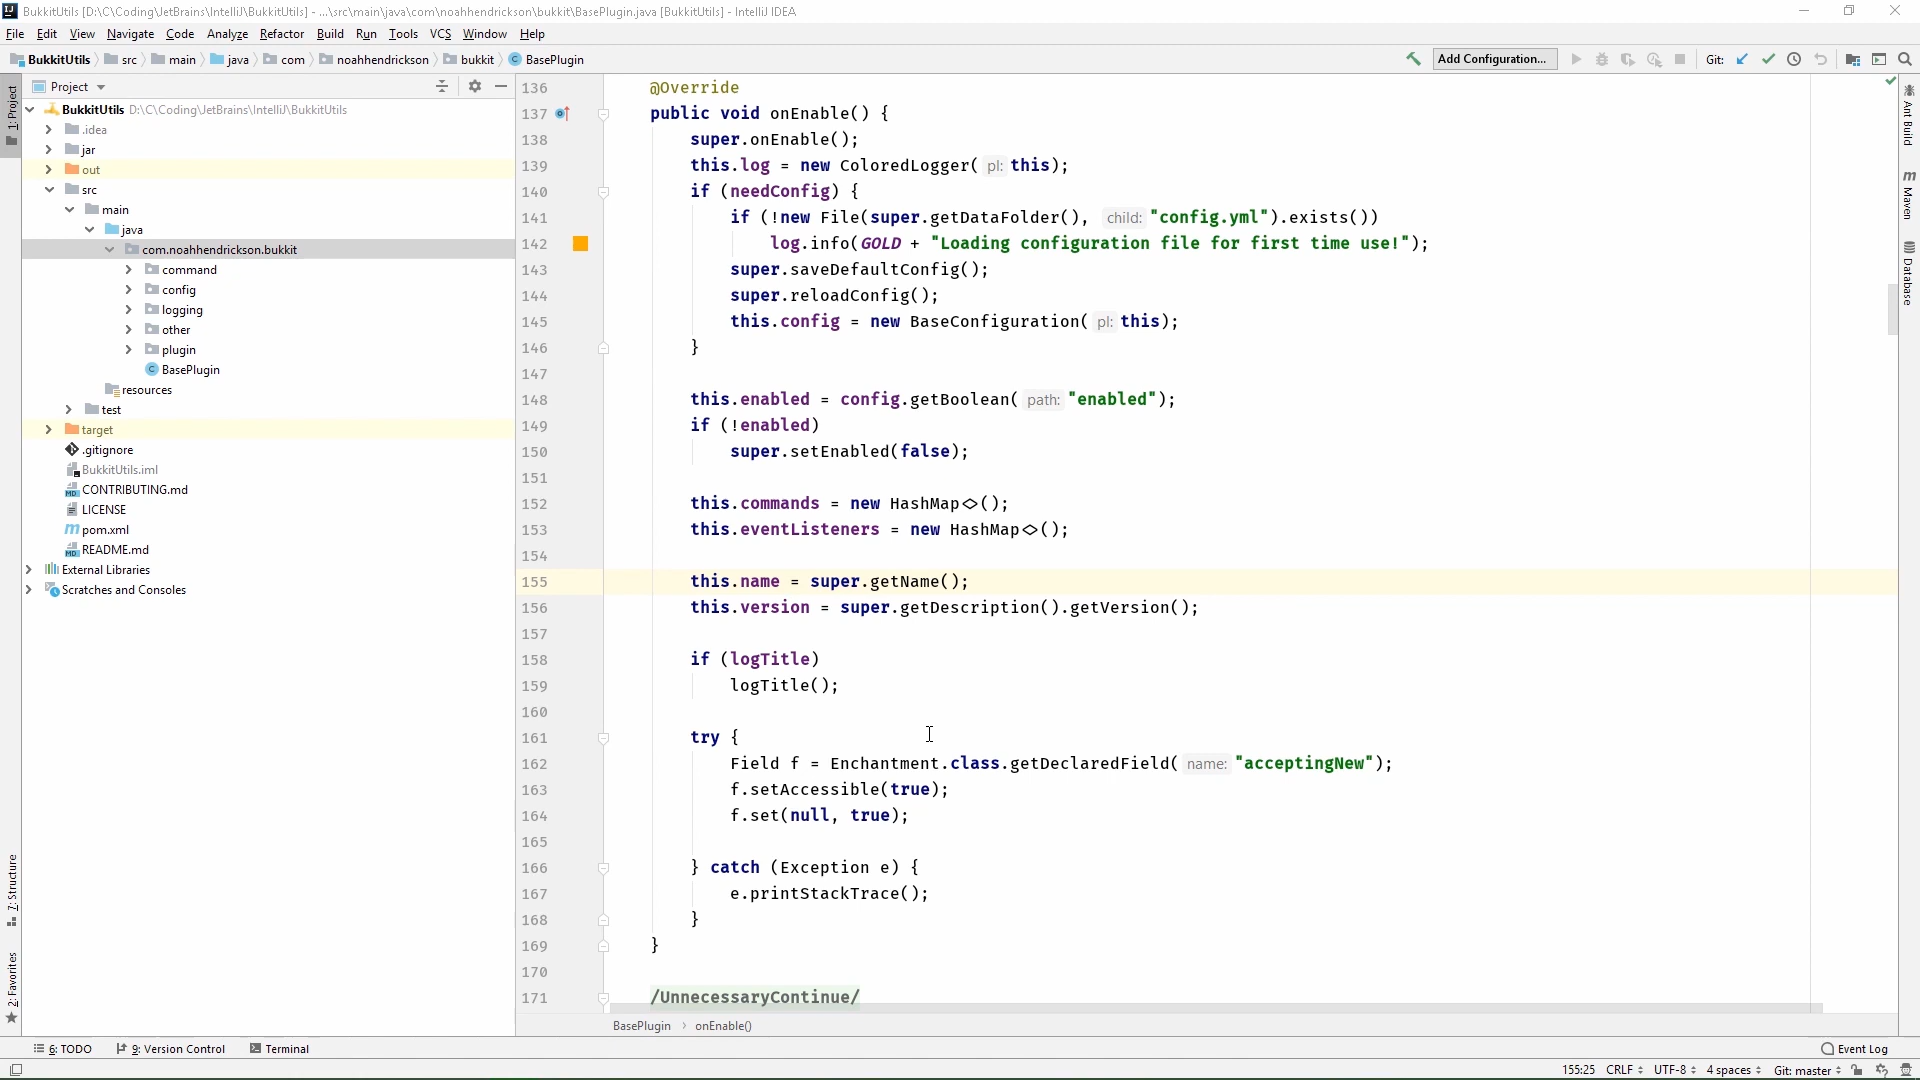 BukkitUtils [D:\C\Coding\JetBrains\IntelliJ\BukkitUtils] - ...\src\main\java\com\noahhendrickson\bukkit\BasePlugin.java [BukkitUtils] - IntelliJ IDEA
File Edit View Navigate Code Analyze Refactor Build Run Tools VCS Window Help
BukkitUtils src main java com noahhendrickson bukkit BasePlugin Add Configuration... Git:
1: Project
7: Structure
2: Favorites
Project
BukkitUtils D:\C\Coding\JetBrains\IntelliJ\BukkitUtils
.idea
jar
out
src
main
java
com.noahhendrickson.bukkit
command
config
logging
other
plugin
BasePlugin
resources
test
target
.gitignore
BukkitUtils.iml
CONTRIBUTING.md
LICENSE
pom.xml
README.md
External Libraries
Scratches and Consoles
136 @Override
137 public void onEnable() {
138 super.onEnable();
139 this.log = new ColoredLogger( pl: this);
140 if (needConfig) {
141 if (!new File(super.getDataFolder(), child: "config.yml").exists())
142 log.info(GOLD + "Loading configuration file for first time use!");
143 super.saveDefaultConfig();
144 super.reloadConfig();
145 this.config = new BaseConfiguration( pl: this);
146 }
147
148 this.enabled = config.getBoolean( path: "enabled");
149 if (!enabled)
150 super.setEnabled(false);
151
152 this.commands = new HashMap<>();
153 this.eventListeners = new HashMap<>();
154
155 this.name = super.getName();
156 this.version = super.getDescription().getVersion();
157
158 if (logTitle)
159 logTitle();
160
161 try {
162 Field f = Enchantment.class.getDeclaredField( name: "acceptingNew");
163 f.setAccessible(true);
164 f.set(null, true);
165
166 } catch (Exception e) {
167 e.printStackTrace();
168 }
169 }
170
171 /UnnecessaryContinue/
BasePlugin › onEnable()
Ant Build
Maven
Database
6: TODO 9: Version Control Terminal Event Log
155:25 CRLF UTF-8 4 spaces Git: master